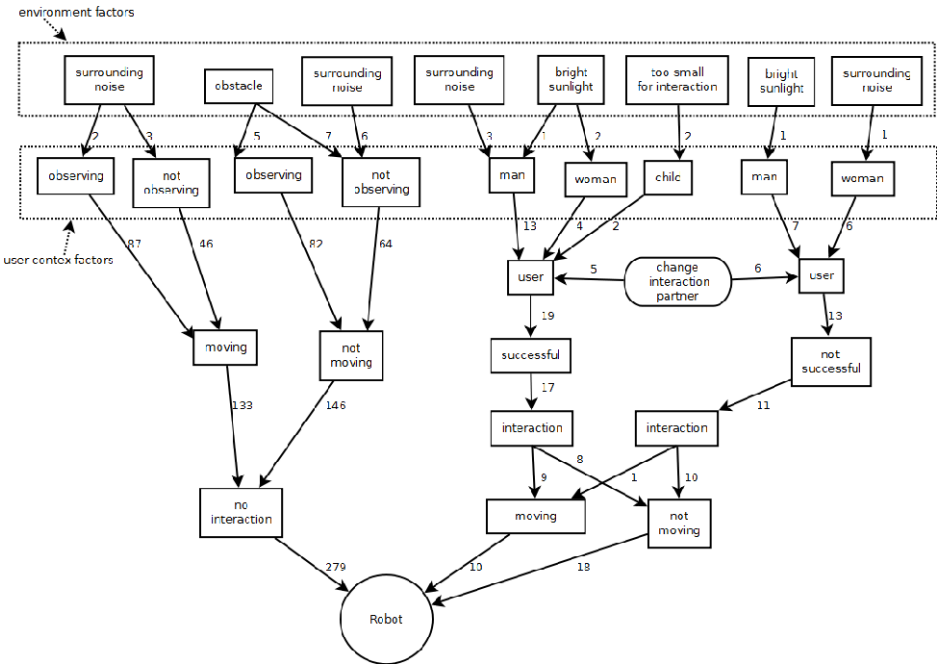 environment factors
surrounding
noise
obstacle
surrounding
noise
surrounding
noise
bright
sunlight
too small
for interaction
bright
sunlight
surrounding
noise
2
3
5
7
6
3
1
2
2
1
1
observing
not
observing
observing
not
observing
man
woman
chilc
man
woman
87
46
82
64
13
4
2
7
6
user contex factors
user
5
change
interaction
partner
6
user
19
13
moving
not
moving
successful
not
successful
133
146
17
11
interaction
interaction
8
9
1
10
no
interaction
moving
not
moving
279
10
18
Robot